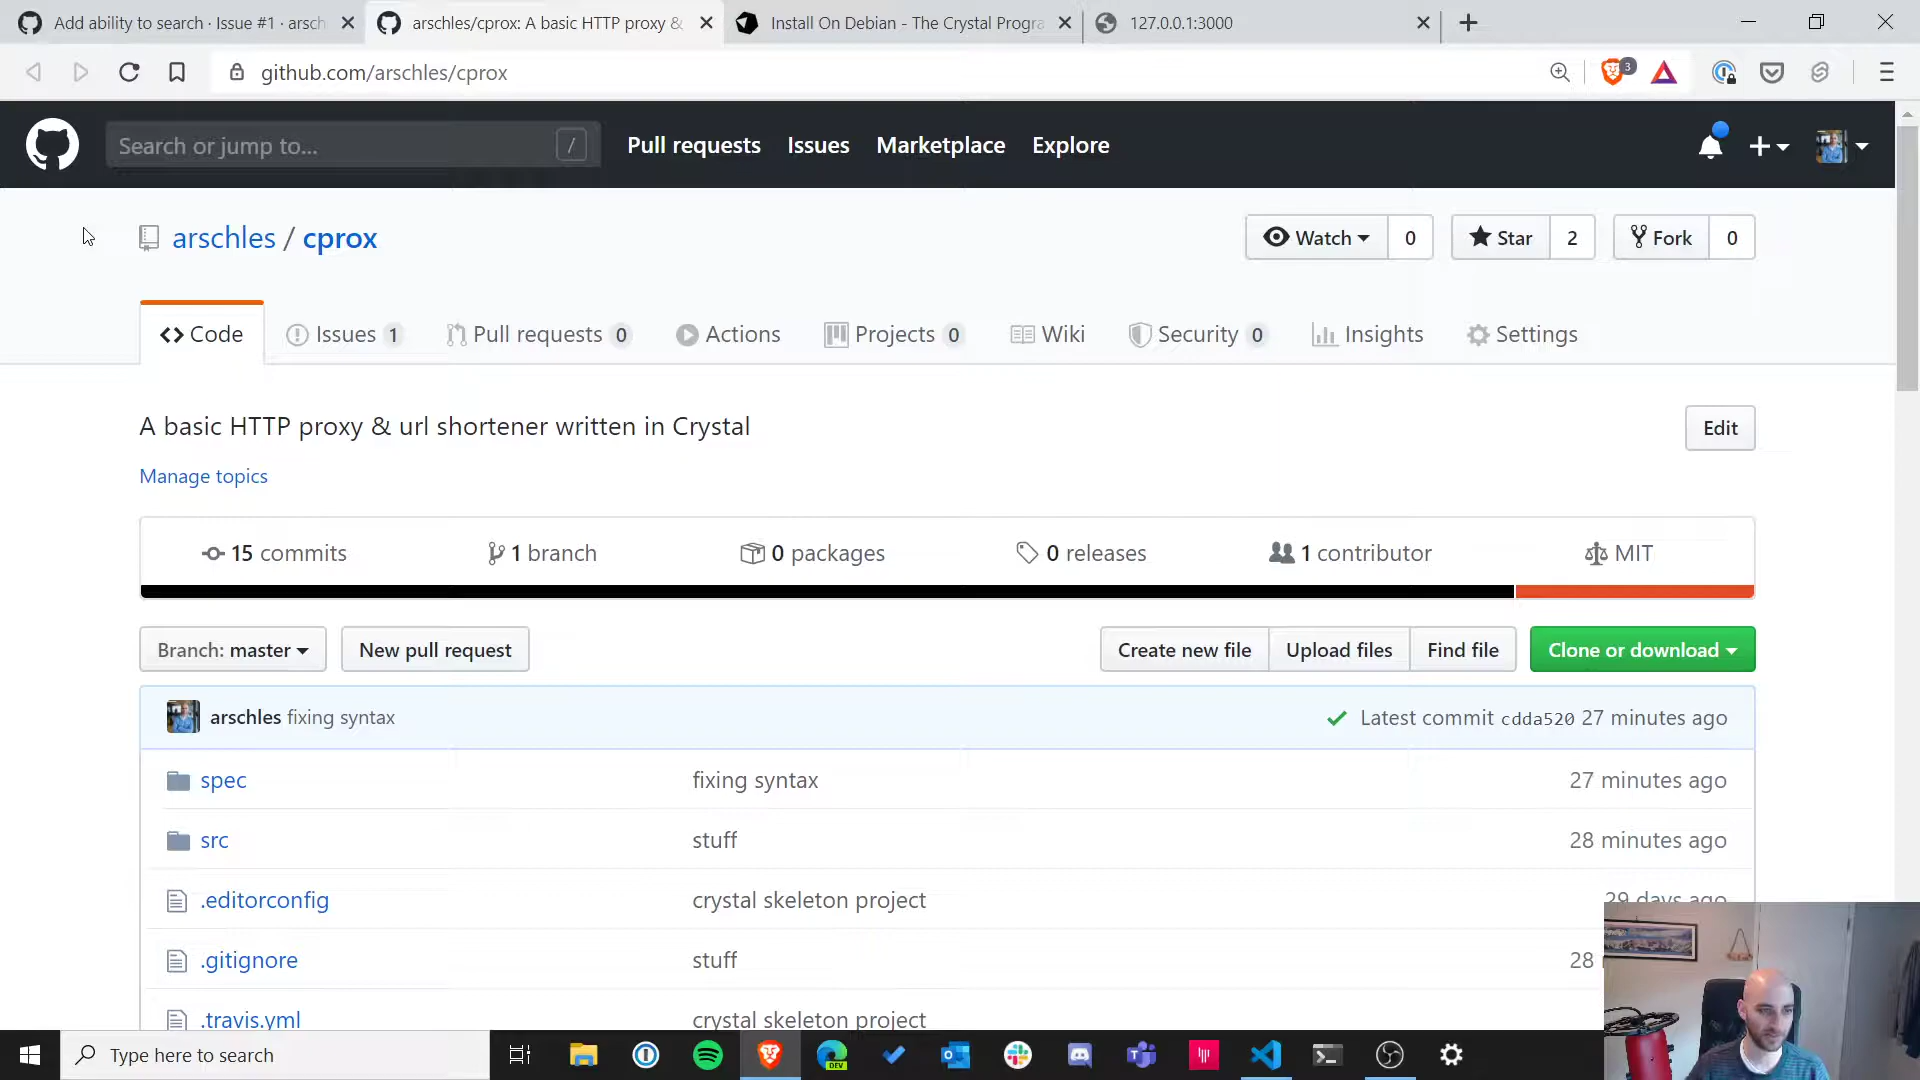 Add ability to search · Issue #1 · arsch
arschles/cprox: A basic HTTP proxy &
Install On Debian - The Crystal Progra
127.0.0.1:3000
github.com/arschles/cprox
3
Search or jump to...
/
Pull requests
Issues
Marketplace
Explore
arschles / cprox
Watch
0
Star
2
Fork
0
Code
Issues 1
Pull requests 0
Actions
Projects 0
Wiki
Security 0
Insights
Settings
A basic HTTP proxy & url shortener written in Crystal
Edit
Manage topics
15 commits
1 branch
0 packages
0 releases
1 contributor
MIT
Branch: master
New pull request
Create new file
Upload files
Find file
Clone or download
arschles fixing syntax
Latest commit cdda520 27 minutes ago
spec
fixing syntax
27 minutes ago
src
stuff
28 minutes ago
.editorconfig
crystal skeleton project
29 days ago
.gitignore
stuff
28
.travis.yml
crystal skeleton project
Type here to search
DEV